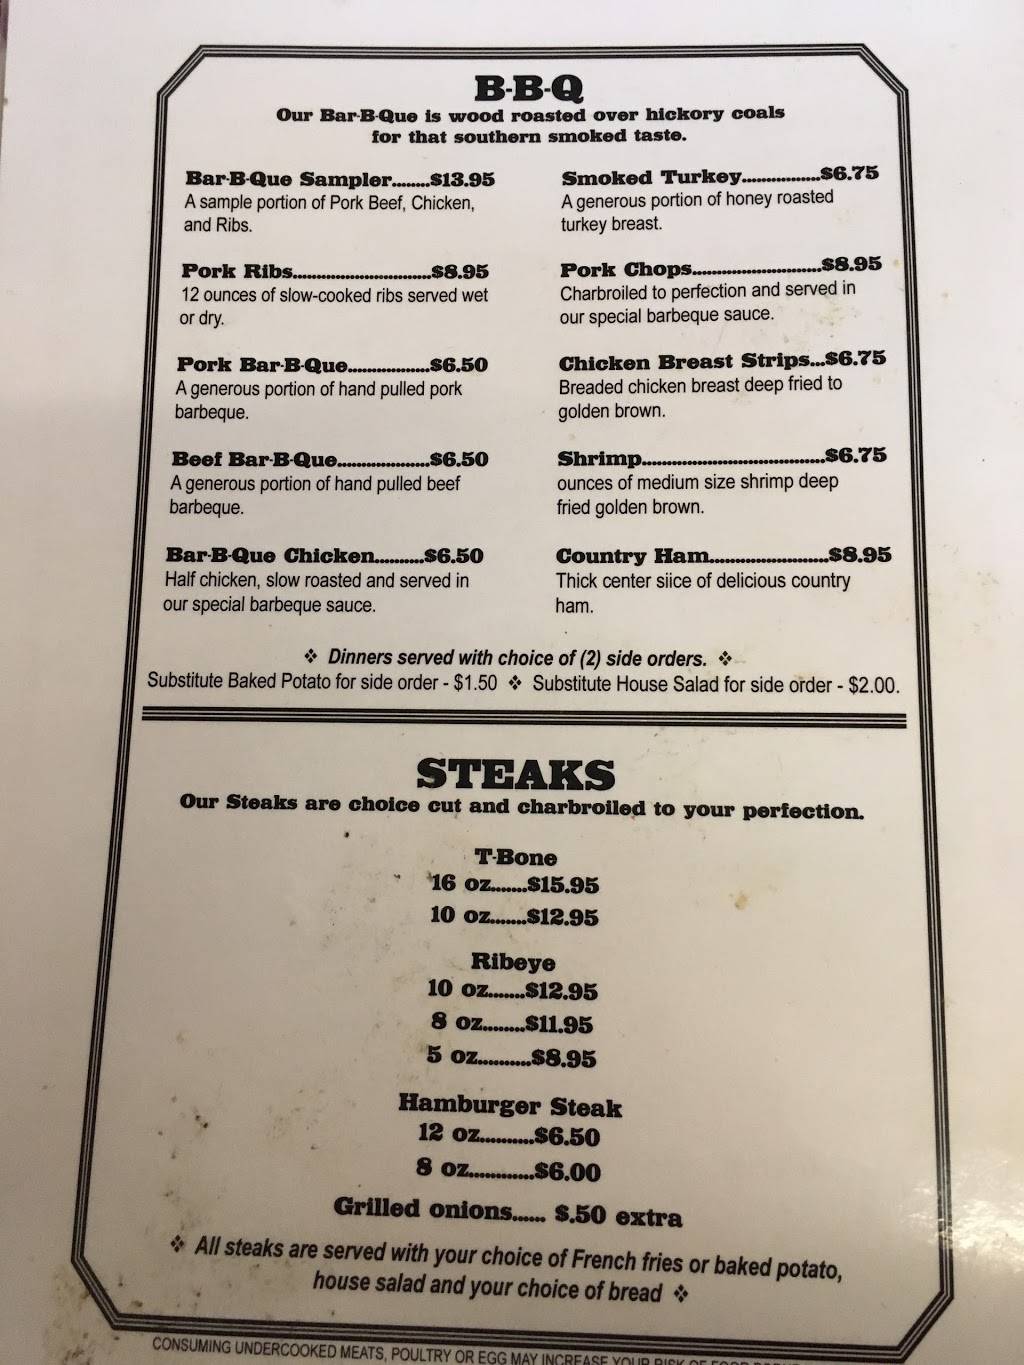 B-B-Q
Our Bar-B-Que is wood roasted over hickory coals
for that southern smoked taste.
Bar-B-Que Sampler........$13.95
A sample portion of Pork Beef, Chicken,
and Ribs.
Pork Ribs..............................$8.95
12 ounces of slow-cooked ribs served wet
or dry.
Pork Bar-B-Que..................$6.50
A generous portion of hand pulled pork
barbeque.
Beef Bar-B-Que....................$6.50
A generous portion of hand pulled beef
barbeque.
Bar-B-Que Chicken...........$6.50
Half chicken, slow roasted and served in
our special barbeque sauce.
Smoked Turkey.................$6.75
A generous portion of honey roasted
turkey breast.
Pork Chops............................$8.95
Charbroiled to perfection and served in
our special barbeque sauce.
Chicken Breast Strips...$6.75
Breaded chicken breast deep fried to
golden brown.
Shrimp........................................$6.75
ounces of medium size shrimp deep
fried golden brown.
Country Ham..........................$8.95
Thick center siice of delicious country
ham.
❖ Dinners served with choice of (2) side orders. ❖
Substitute Baked Potato for side order - $1.50 ❖ Substitute House Salad for side order - $2.00.
STEAKS
Our Steaks are choice cut and charbroiled to your perfection.
T-Bone
16 oz.......$15.95
10 oz.......$12.95
Ribeye
10 oz.......$12.95
8 oz........$11.95
5 oz..........$8.95
Hamburger Steak
12 oz..........$6.50
8 oz............$6.00
Grilled onions...... $.50 extra
❖ All steaks are served with your choice of French fries or baked potato,
house salad and your choice of bread ❖
CONSUMING UNDERCOOKED MEATS, POULTRY OR EGG MAY INCREASE YOUR RISK OF